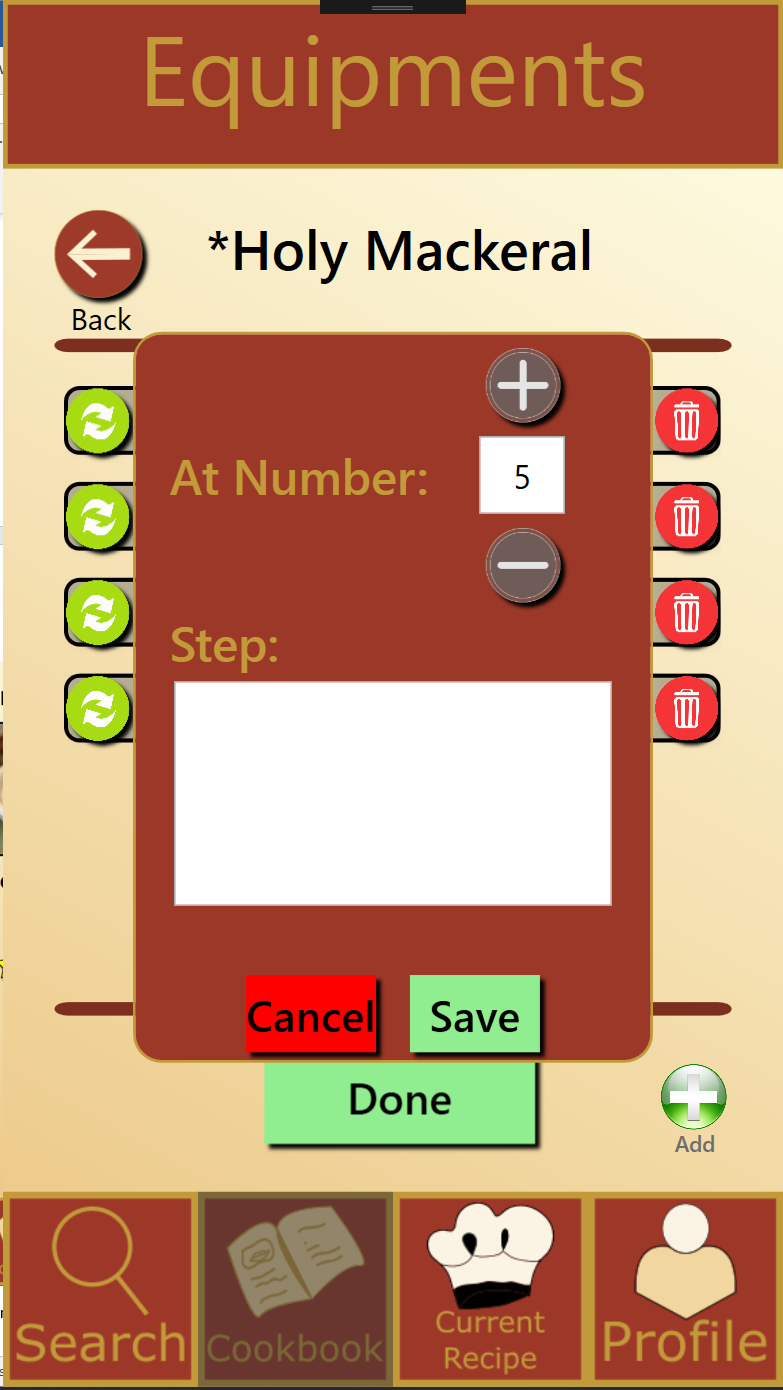 Equipments
*Holy Mackeral
Back
At Number:
5
Step:
Cancel
Save
Done
Add
Search
Cookbook
Current
Recipe
Profile